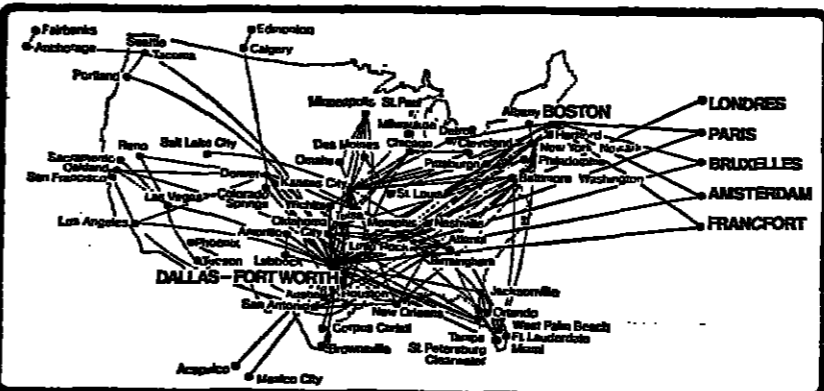 Fairbanks
Anchorage
Seattle
Tacoma
Portland
Edmonton
Calgary
Minneapolis St. Paul
Milwaukee
Detroit
Chicago
Cleveland
Des Moines
Omaha
Pittsburgh
Albany
BOSTON
Hartford
New York Newark
Philadelphia
Baltimore Washington
LONDRES
PARIS
BRUXELLES
AMSTERDAM
FRANCFORT
Reno
Salt Lake City
Sacramento
Oakland
San Francisco
Denver
Kansas City
Las Vegas
Colorado
Springs
Wichita
St. Louis
Los Angeles
Oklahoma
City
Tulsa
Memphis
Nashville
Amarillo
Little Rock
Atlanta
Birmingham
Phoenix
Tucson
Lubbock
DALLAS-FORT WORTH
Austin
Houston
San Antonio
New Orleans
Jacksonville
Orlando
Corpus Christi
Brownsville
Tampa
St. Petersburg
Clearwater
West Palm Beach
Ft. Lauderdale
Miami
Acapulco
Mexico City